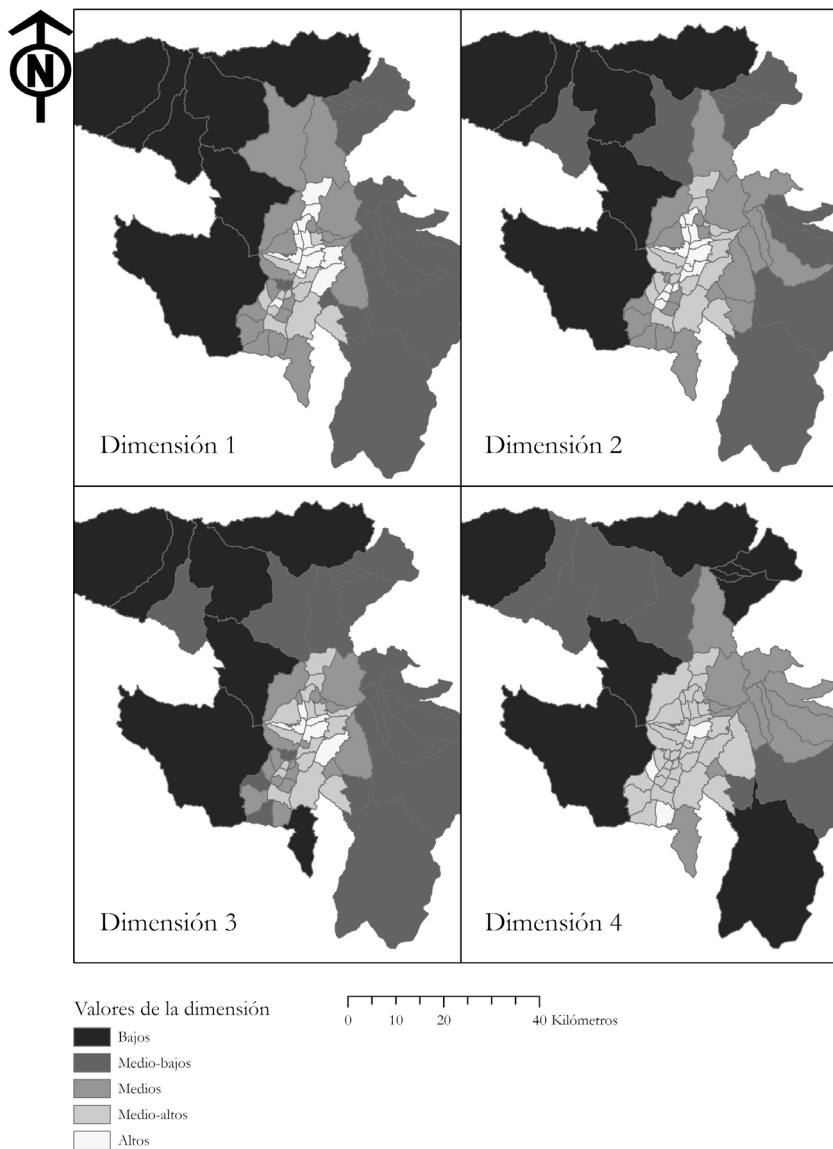 N
Dimensión 1
Dimensión 2
Dimensión 3
Dimensión 4
Valores de la dimensión
Bajos
Medio-bajos
Medios
Medio-altos
Altos
0 10 20 40 Kilómetros